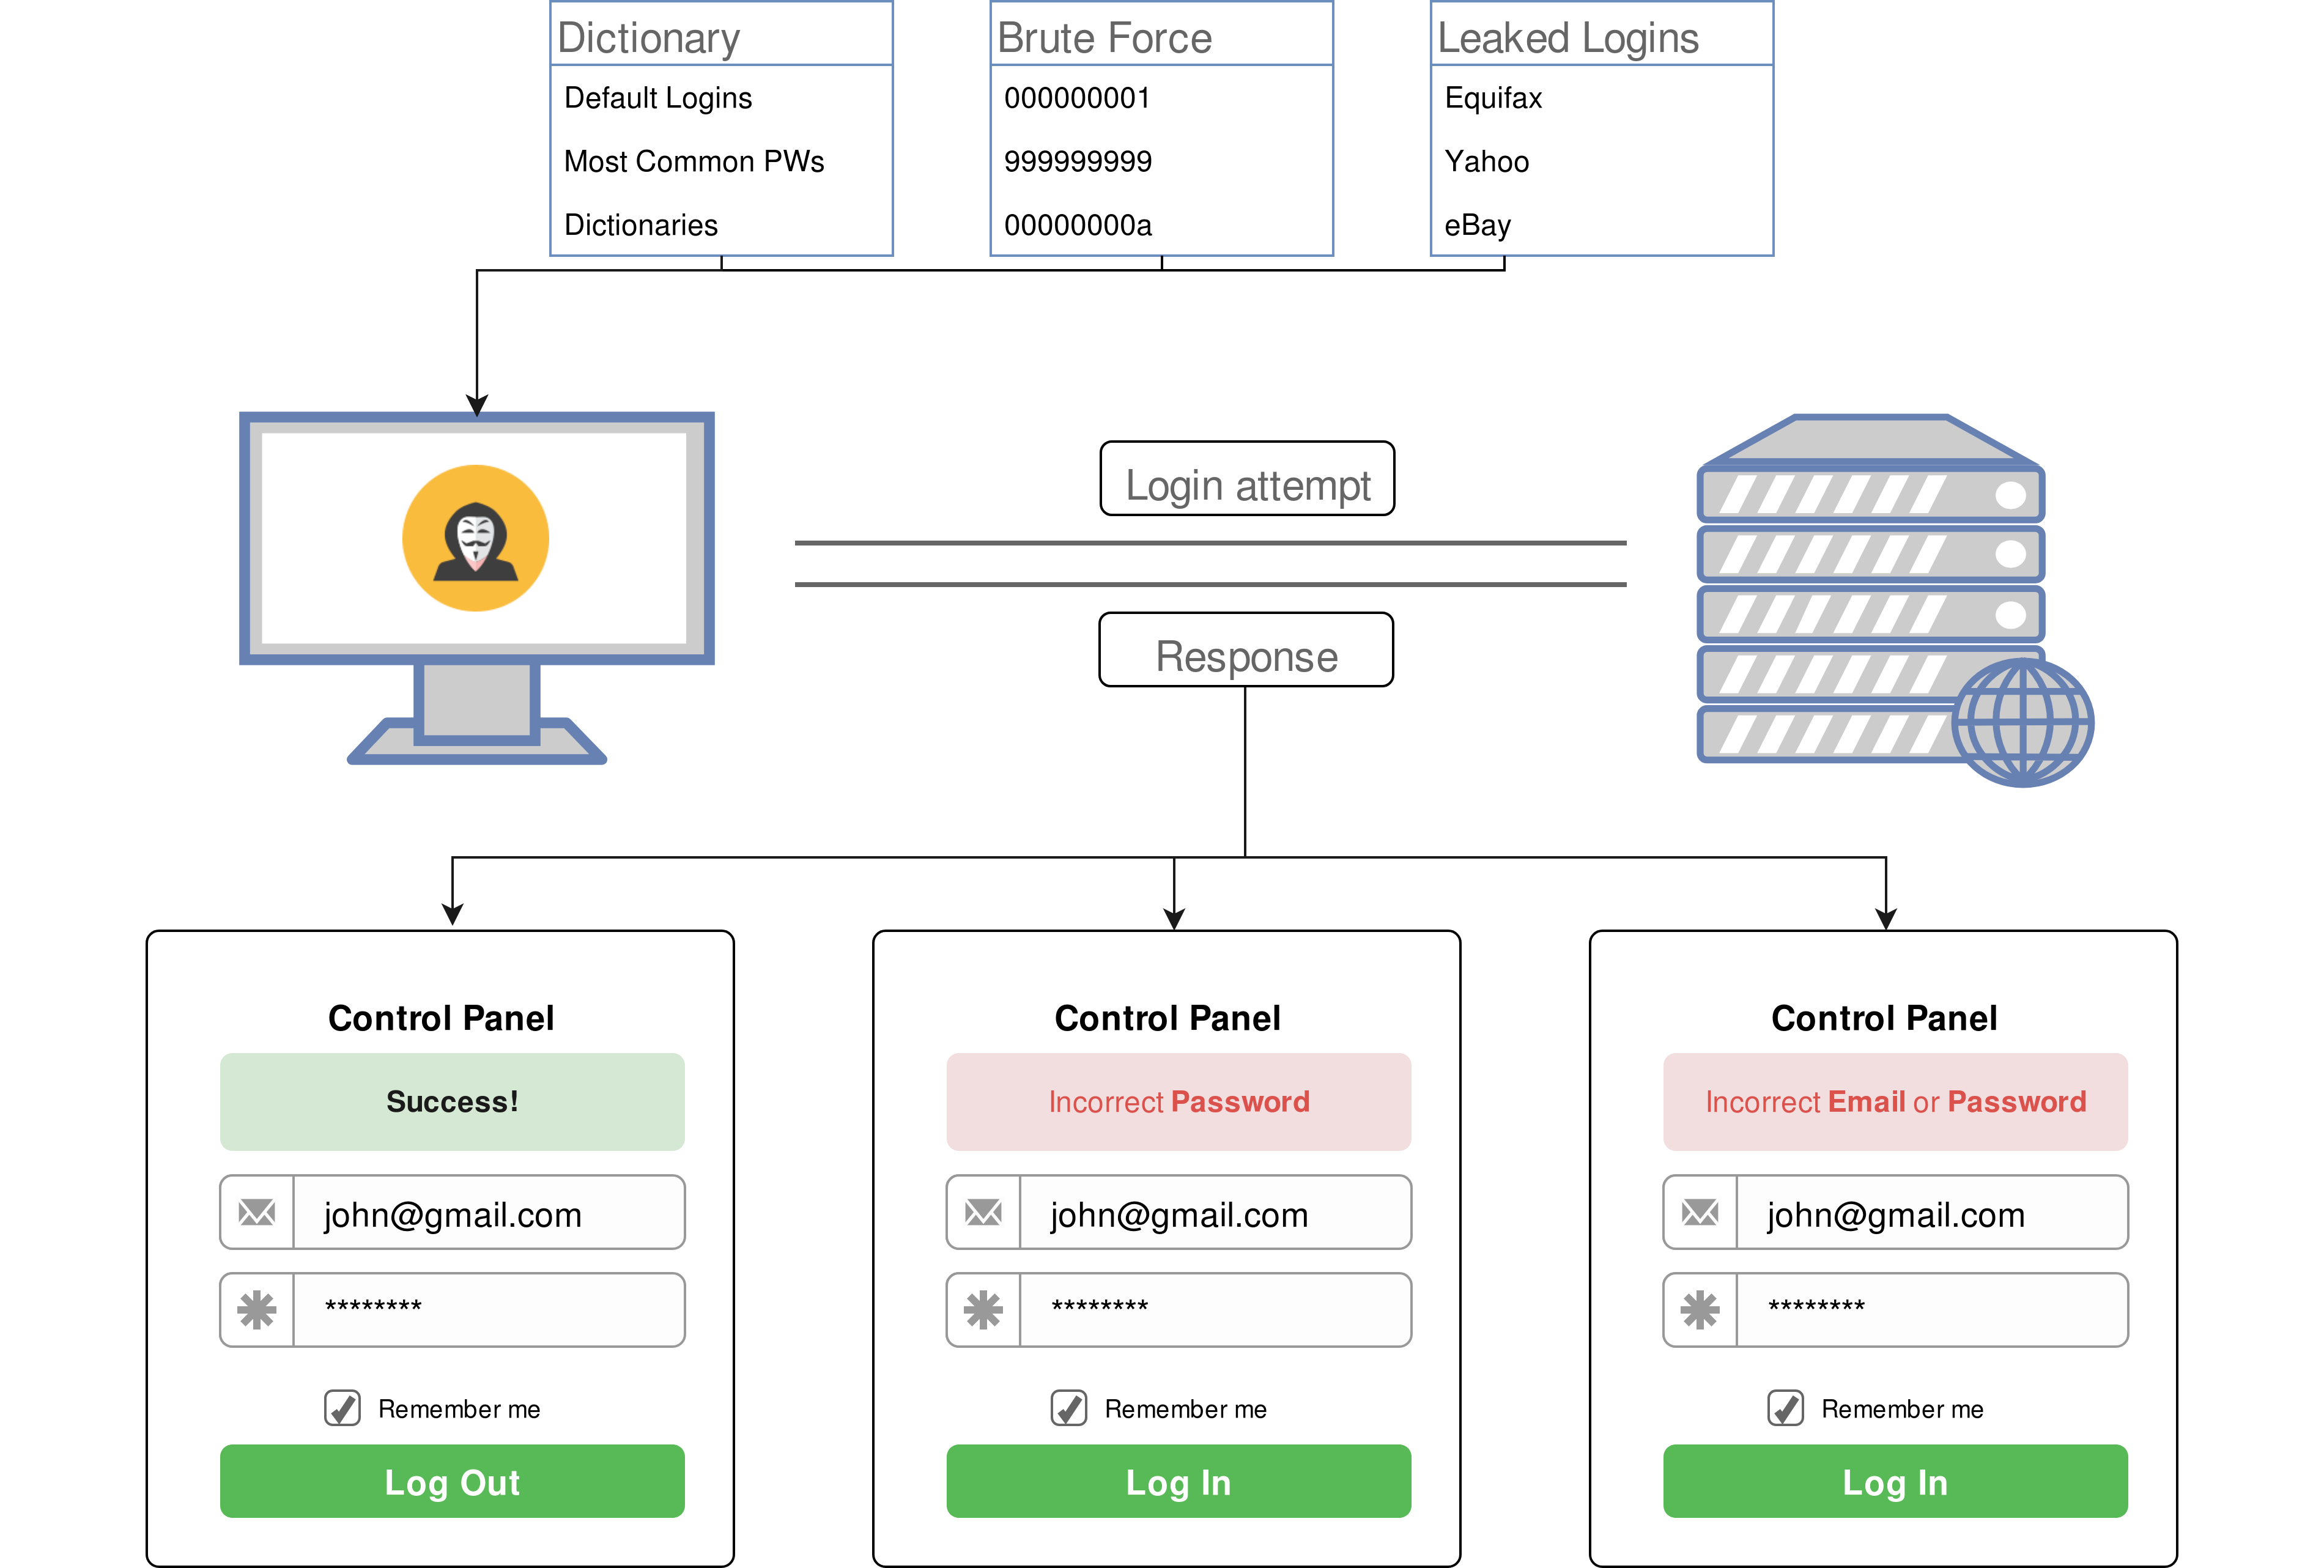 Dictionary
Default Logins
Most Common PWs
Dictionaries
Brute Force
000000001
999999999
00000000a
Leaked Logins
Equifax
Yahoo
eBay
Login attempt
Response
Control Panel
Success!
john@gmail.com
********
Remember me
Log Out
Control Panel
Incorrect Password
john@gmail.com
********
Remember me
Log In
Control Panel
Incorrect Email or Password
john@gmail.com
********
Remember me
Log In